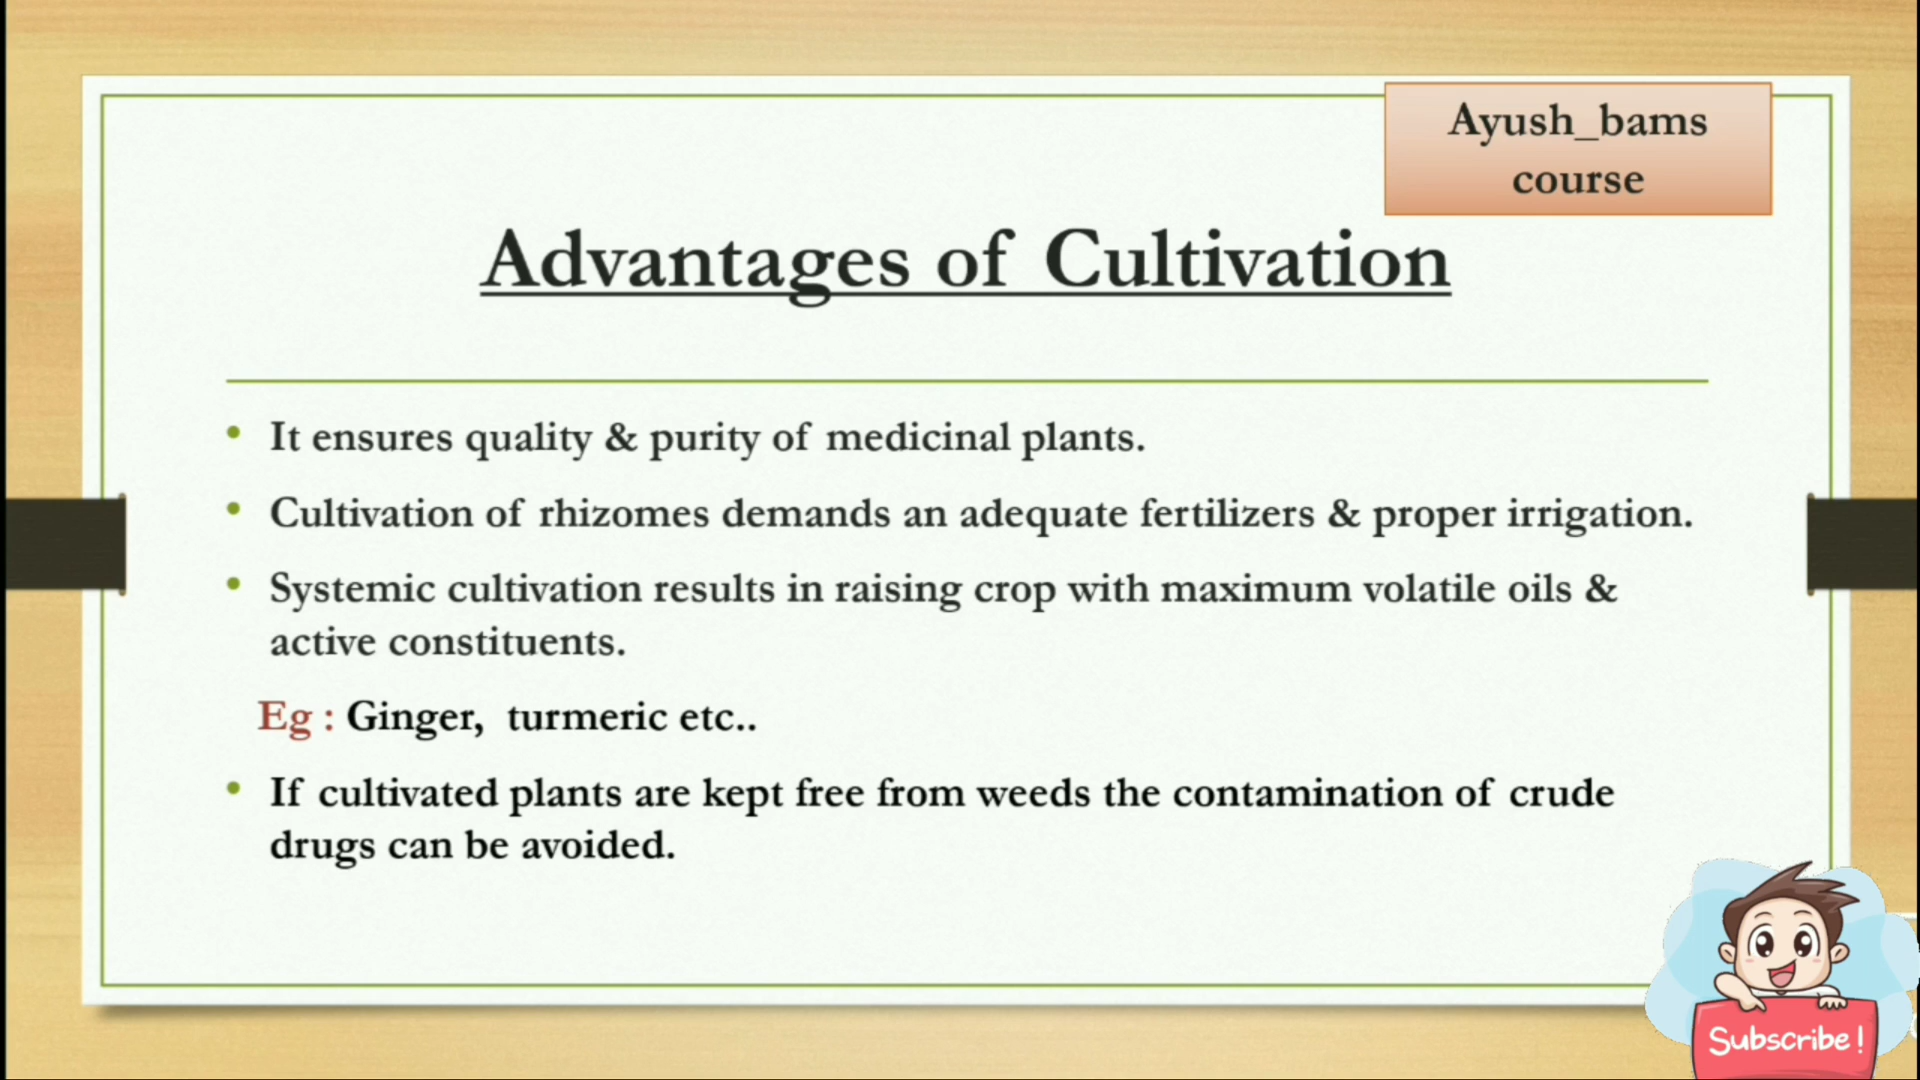 Ayush_bams
course
Advantages of Cultivation
• It ensures quality & purity of medicinal plants.
• Cultivation of rhizomes demands an adequate fertilizers & proper irrigation.
• Systemic cultivation results in raising crop with maximum volatile oils &
active constituents.
Eg : Ginger, turmeric etc..
• If cultivated plants are kept free from weeds the contamination of crude
drugs can be avoided.
Subscribe!